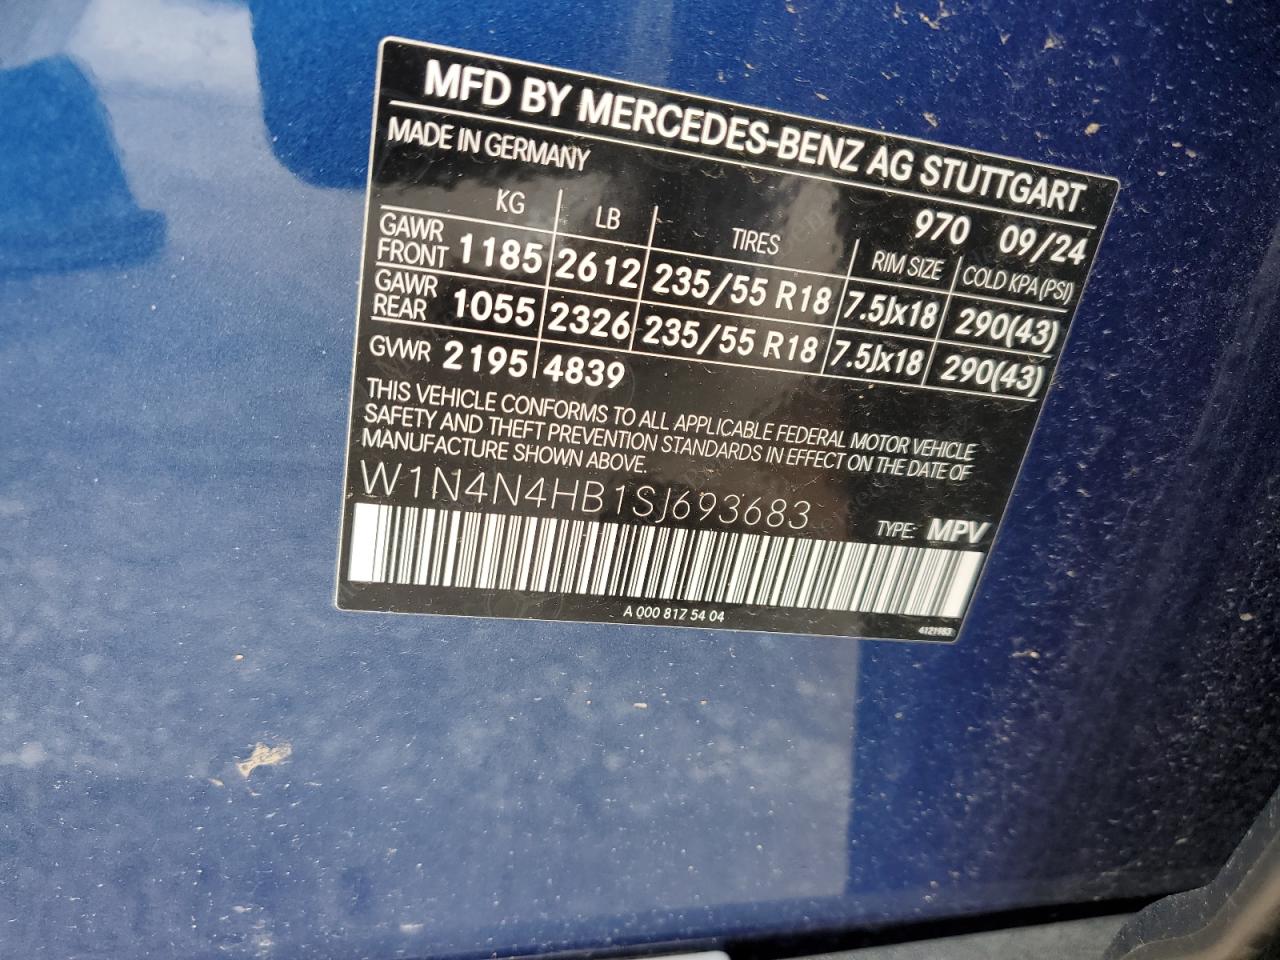 MFD BY MERCEDES-BENZ AG STUTTGART
MADE IN GERMANY 970 09/24
KG LB TIRES RIM SIZE COLD KPA (PSI)
GAWR FRONT 1185 2612 235/55 R18 7.5Jx18 290(43)
GAWR REAR 1055 2326 235/55 R18 7.5Jx18 290(43)
GVWR 2195 4839
THIS VEHICLE CONFORMS TO ALL APPLICABLE FEDERAL MOTOR VEHICLE
SAFETY AND THEFT PREVENTION STANDARDS IN EFFECT ON THE DATE OF
MANUFACTURE SHOWN ABOVE.
W1N4N4HB1SJ693683 TYPE: MPV
A 000 817 54 04
4121183